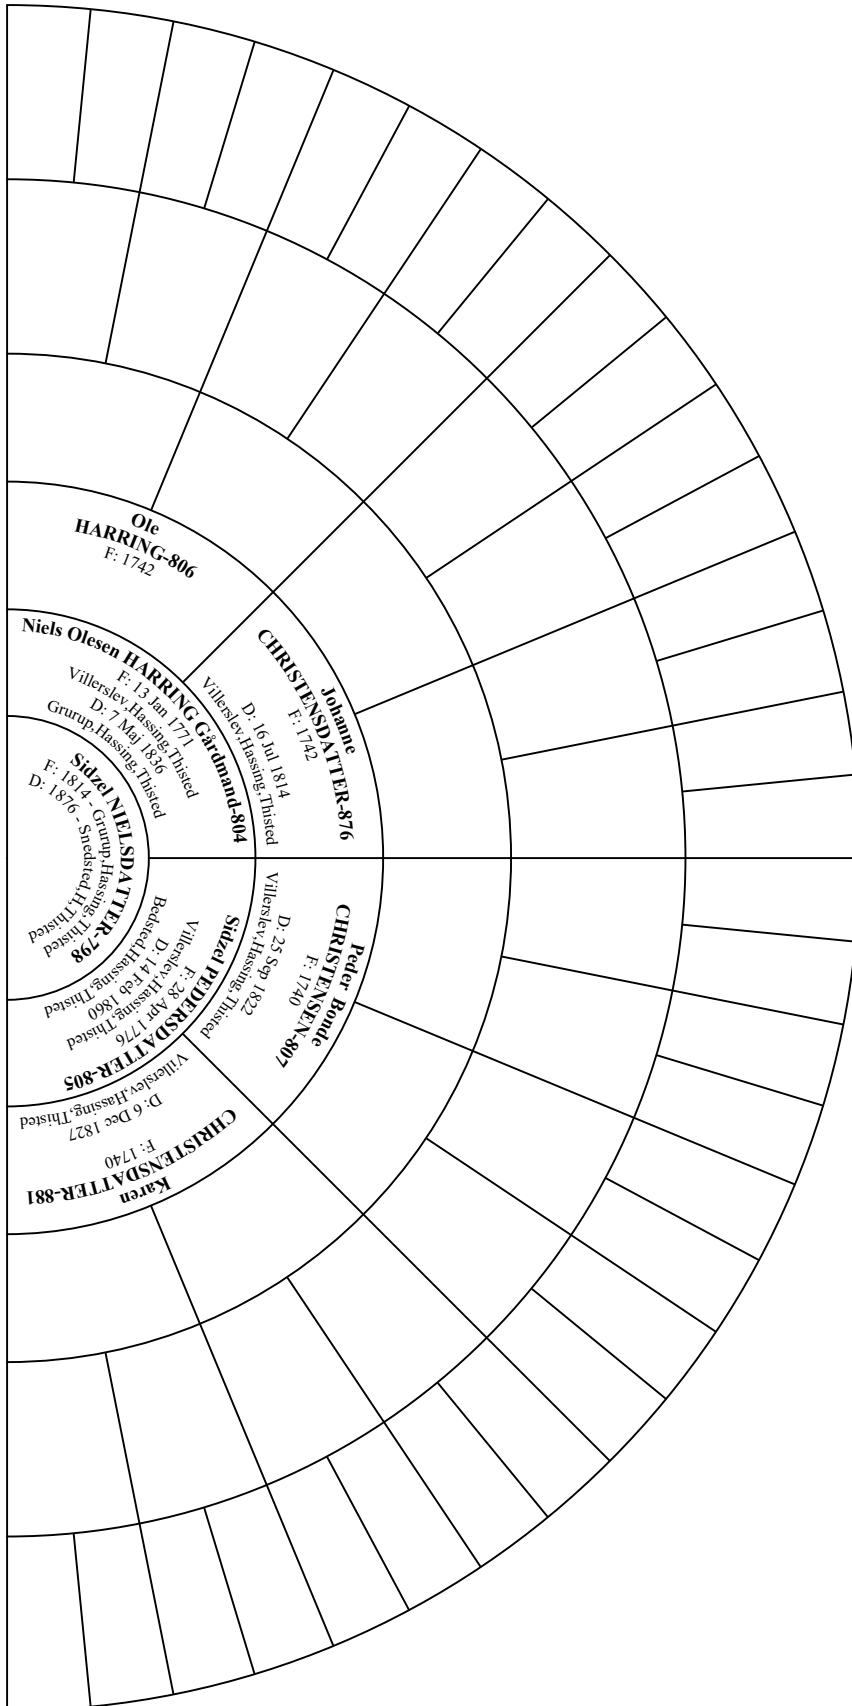 Ole
HARRING-806
F: 1742
Niels Olesen HARRING Gårdmand-804
F: 13 Jan 1771
Villerslev,Hassing,Thisted
D: 7 Maj 1836
Grurup,Hassing,Thisted
Johanne
CHRISTENSDATTER-876
F: 1742
D: 16 Jul 1814
Villerslev,Hassing,Thisted
Sidzel NIELSDATTER-798
F: 1814 - Grurup,Hassing,Thisted
D: 1876 - Snedsted,H,Thisted
Peder Bonde
CHRISTENSEN-807
F: 1740
D: 25 Sep 1822
Villerslev,Hassing,Thisted
Sidzel PEDERSDATTER-805
F: 28 Apr 1776
Villerslev,Hassing,Thisted
D: 14 Feb 1860
Bedsted,Hassing,Thisted
Karen
CHRISTENSDATTER-881
F: 1740
D: 6 Dec 1827
Villerslev,Hassing,Thisted